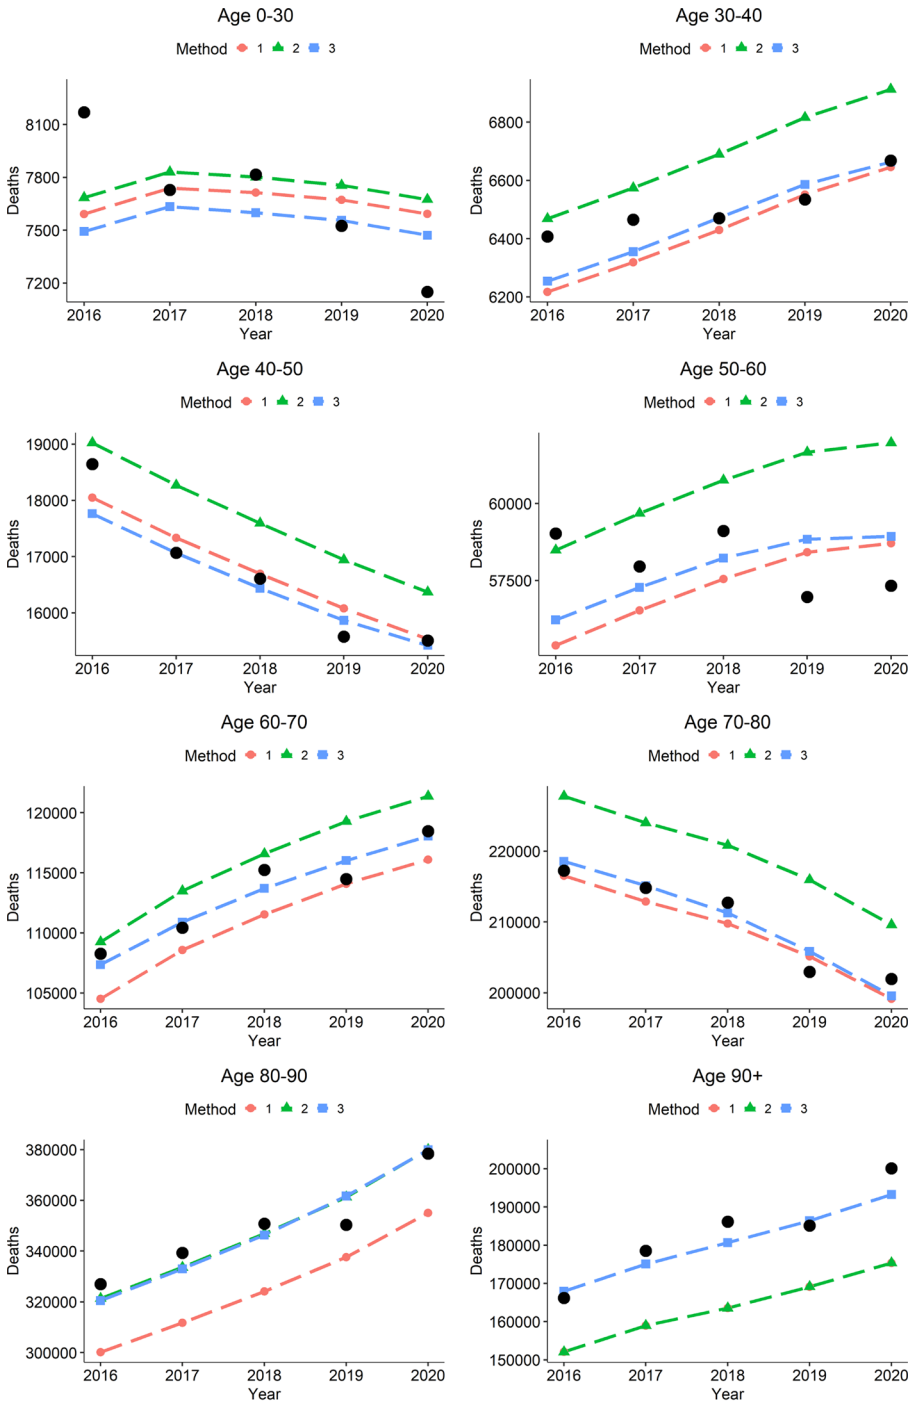 Age 0-30
Method 1 2 3
8100
7800
7500
7200
Deaths
2016 2017 2018 2019 2020
Year
Age 30-40
Method 1 2 3
6800
6600
6400
6200
Deaths
2016 2017 2018 2019 2020
Year
Age 40-50
Method 1 2 3
19000
18000
17000
16000
Deaths
2016 2017 2018 2019 2020
Year
Age 50-60
Method 1 2 3
60000
57500
Deaths
2016 2017 2018 2019 2020
Year
Age 60-70
Method 1 2 3
120000
115000
110000
105000
Deaths
2016 2017 2018 2019 2020
Year
Age 70-80
Method 1 2 3
220000
210000
200000
Deaths
2016 2017 2018 2019 2020
Year
Age 80-90
Method 1 2 3
380000
360000
340000
320000
300000
Deaths
2016 2017 2018 2019 2020
Year
Age 90+
Method 1 2 3
200000
190000
180000
170000
160000
150000
Deaths
2016 2017 2018 2019 2020
Year